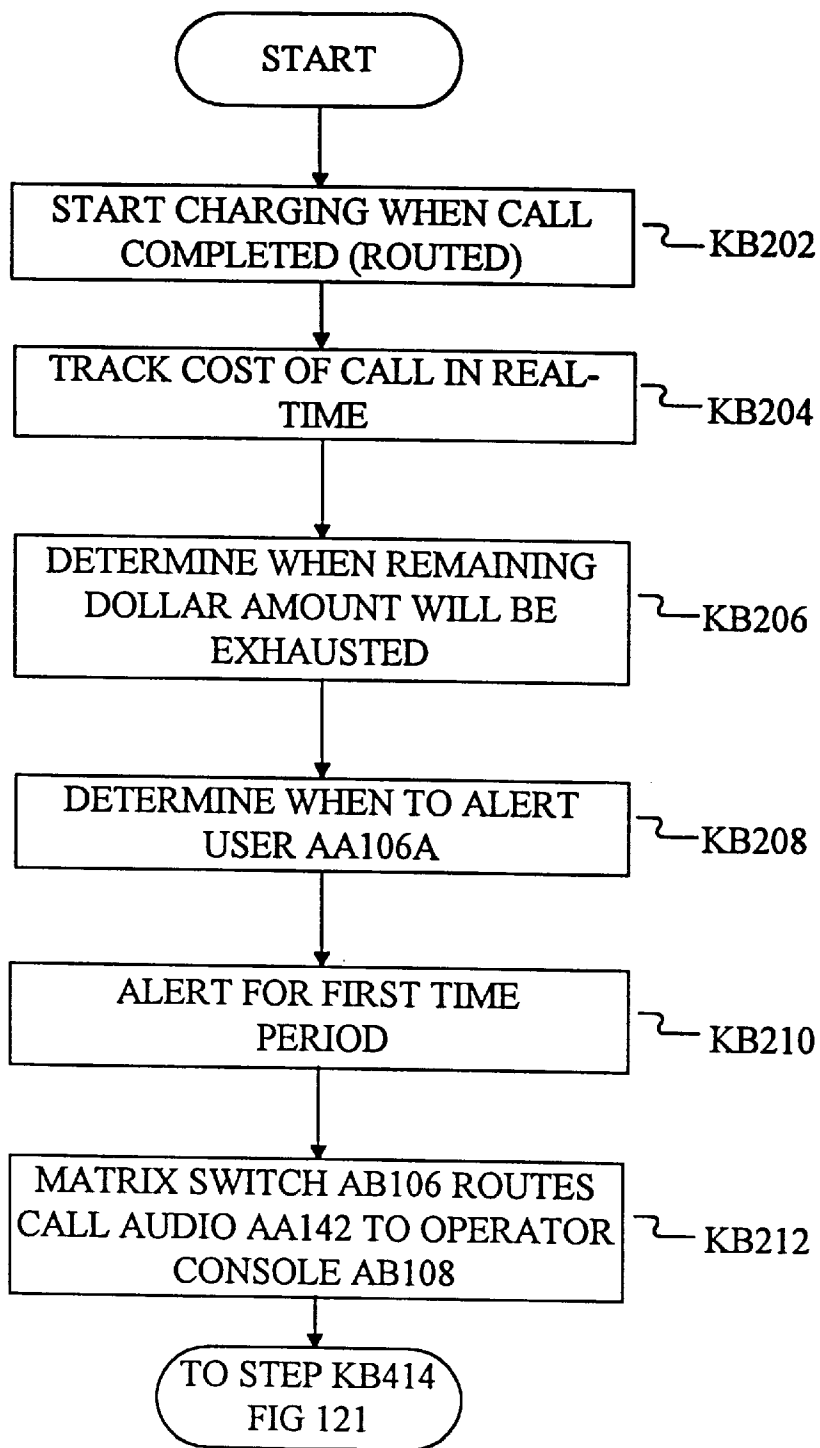 START
START CHARGING WHEN CALL
COMPLETED (ROUTED)
KB202
TRACK COST OF CALL IN REAL-
TIME
KB204
DETERMINE WHEN REMAINING
DOLLAR AMOUNT WILL BE
EXHAUSTED
KB206
DETERMINE WHEN TO ALERT
USER AA106A
KB208
ALERT FOR FIRST TIME
PERIOD
KB210
MATRIX SWITCH AB106 ROUTES
CALL AUDIO AA142 TO OPERATOR
CONSOLE AB108
KB212
TO STEP KB414
FIG 121